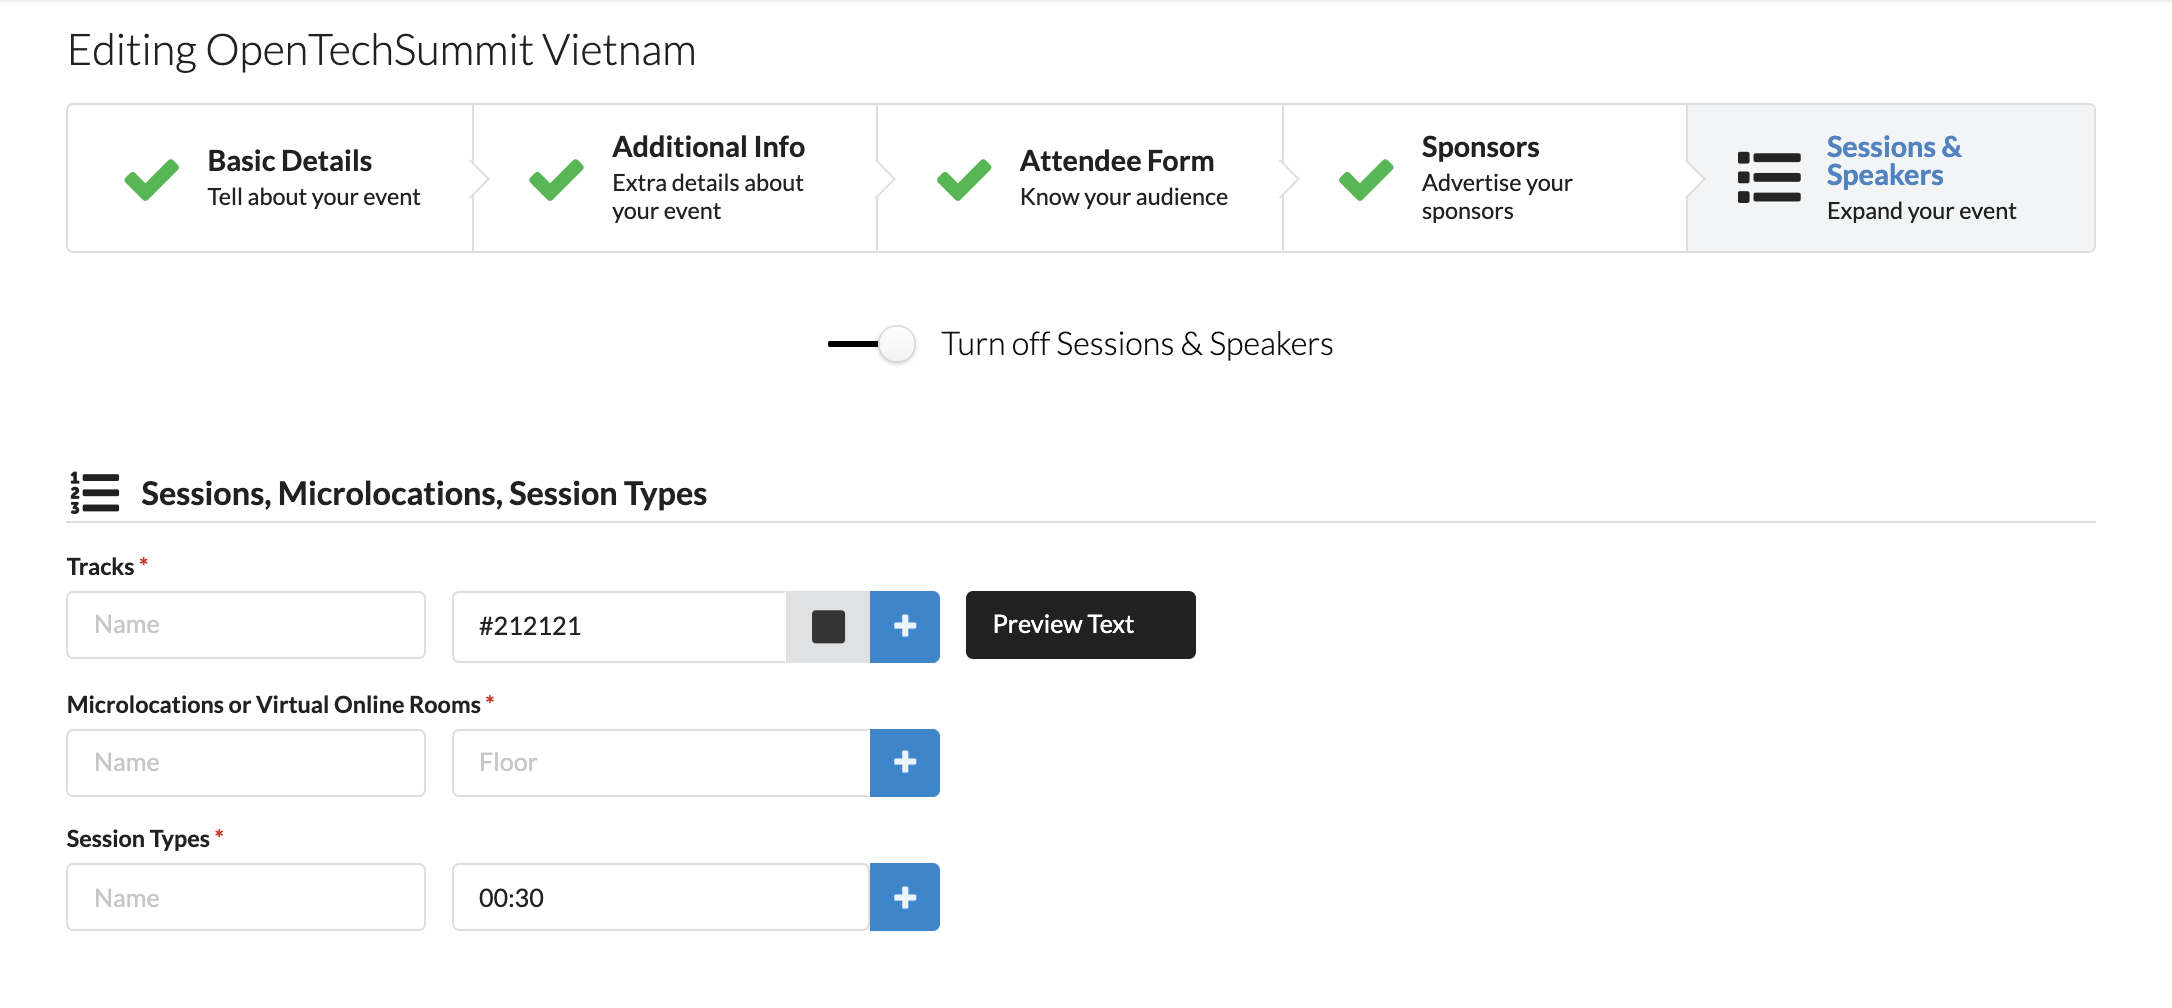 Editing OpenTechSummit Vietnam
Basic Details
Tell about your event
Additional Info
Extra details about
your event
Attendee Form
Know your audience
Sponsors
Advertise your
sponsors
Sessions &
Speakers
Expand your event
Turn off Sessions & Speakers
Sessions, Microlocations, Session Types
Tracks *
Name
#212121
Preview Text
Microlocations or Virtual Online Rooms *
Name
Floor
Session Types *
Name
00:30